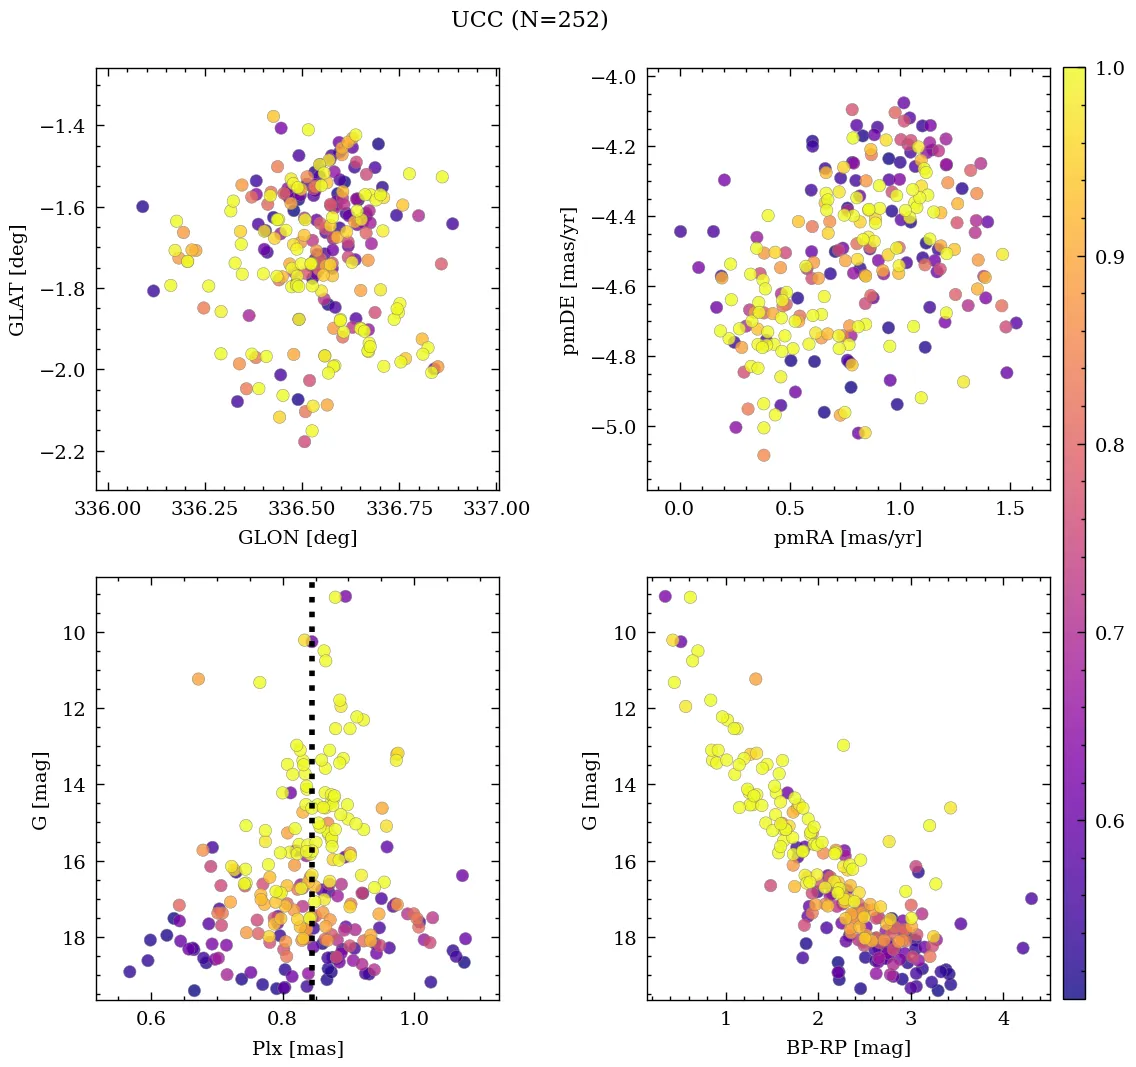 UCC (N=252)
−1.4
−1.6
−1.8
−2.0
−2.2
GLAT [deg]
336.00 336.25 336.50 336.75 337.00
GLON [deg]
−4.0
−4.2
−4.4
−4.6
−4.8
−5.0
pmDE [mas/yr]
0.0 0.5 1.0 1.5
pmRA [mas/yr]
1.0
0.9
0.8
0.7
0.6
10
12
14
16
18
G [mag]
0.6 0.8 1.0
Plx [mas]
10
12
14
16
18
G [mag]
1 2 3 4
BP-RP [mag]